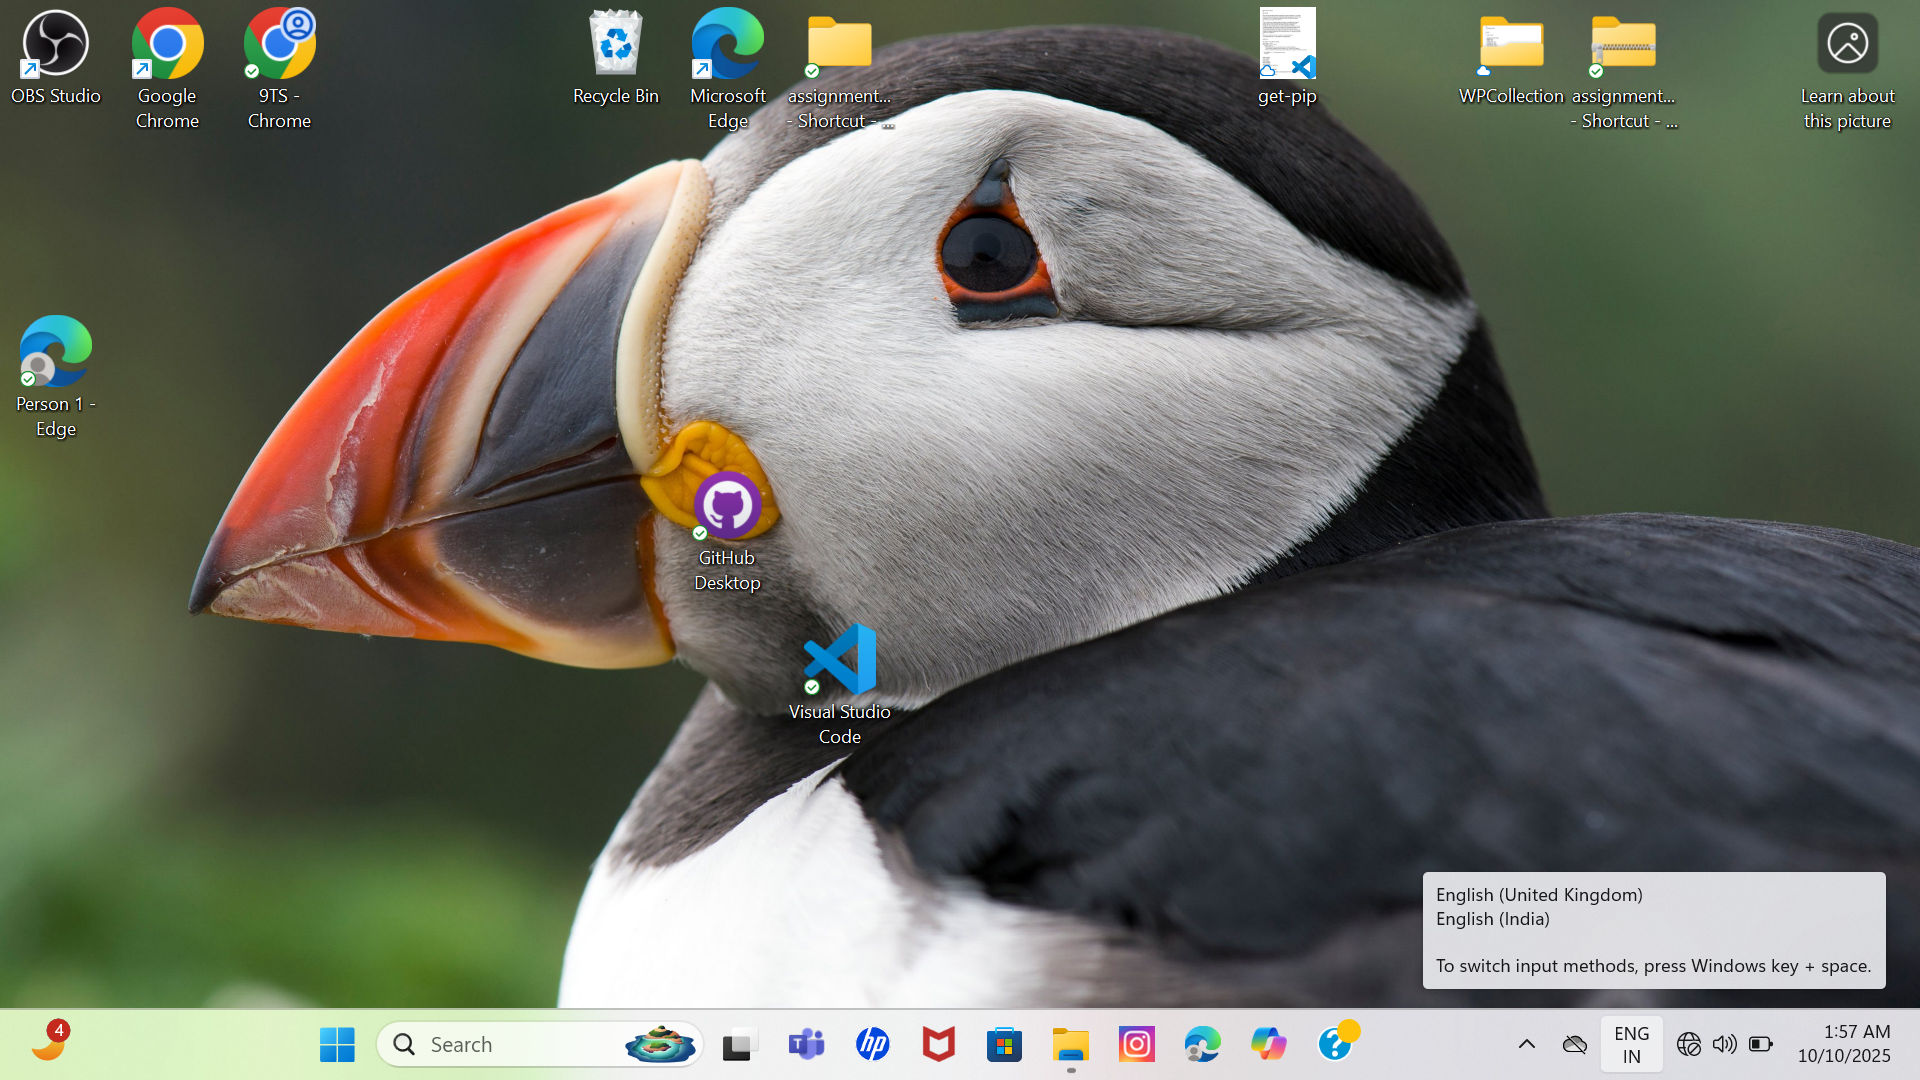 OBS Studio
Google
Chrome
9TS -
Chrome
Recycle Bin
Microsoft
Edge
assignment...
- Shortcut - ...
get-pip
WPCollection
assignment...
- Shortcut - ...
Learn about
this picture
Person 1 -
Edge
GitHub
Desktop
Visual Studio
Code
English (United Kingdom)
English (India)
To switch input methods, press Windows key + space.
4
Search
T
hp
ENG
IN
1:57 AM
10/10/2025